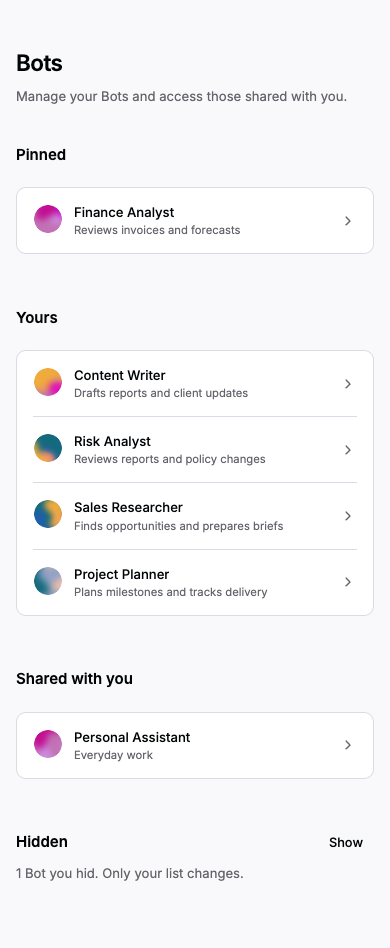 Bots
Manage your Bots and access those shared with you.
Pinned
Finance Analyst
Reviews invoices and forecasts
Yours
Content Writer
Drafts reports and client updates
Risk Analyst
Reviews reports and policy changes
Sales Researcher
Finds opportunities and prepares briefs
Project Planner
Plans milestones and tracks delivery
Shared with you
Personal Assistant
Everyday work
Hidden
Show
1 Bot you hid. Only your list changes.